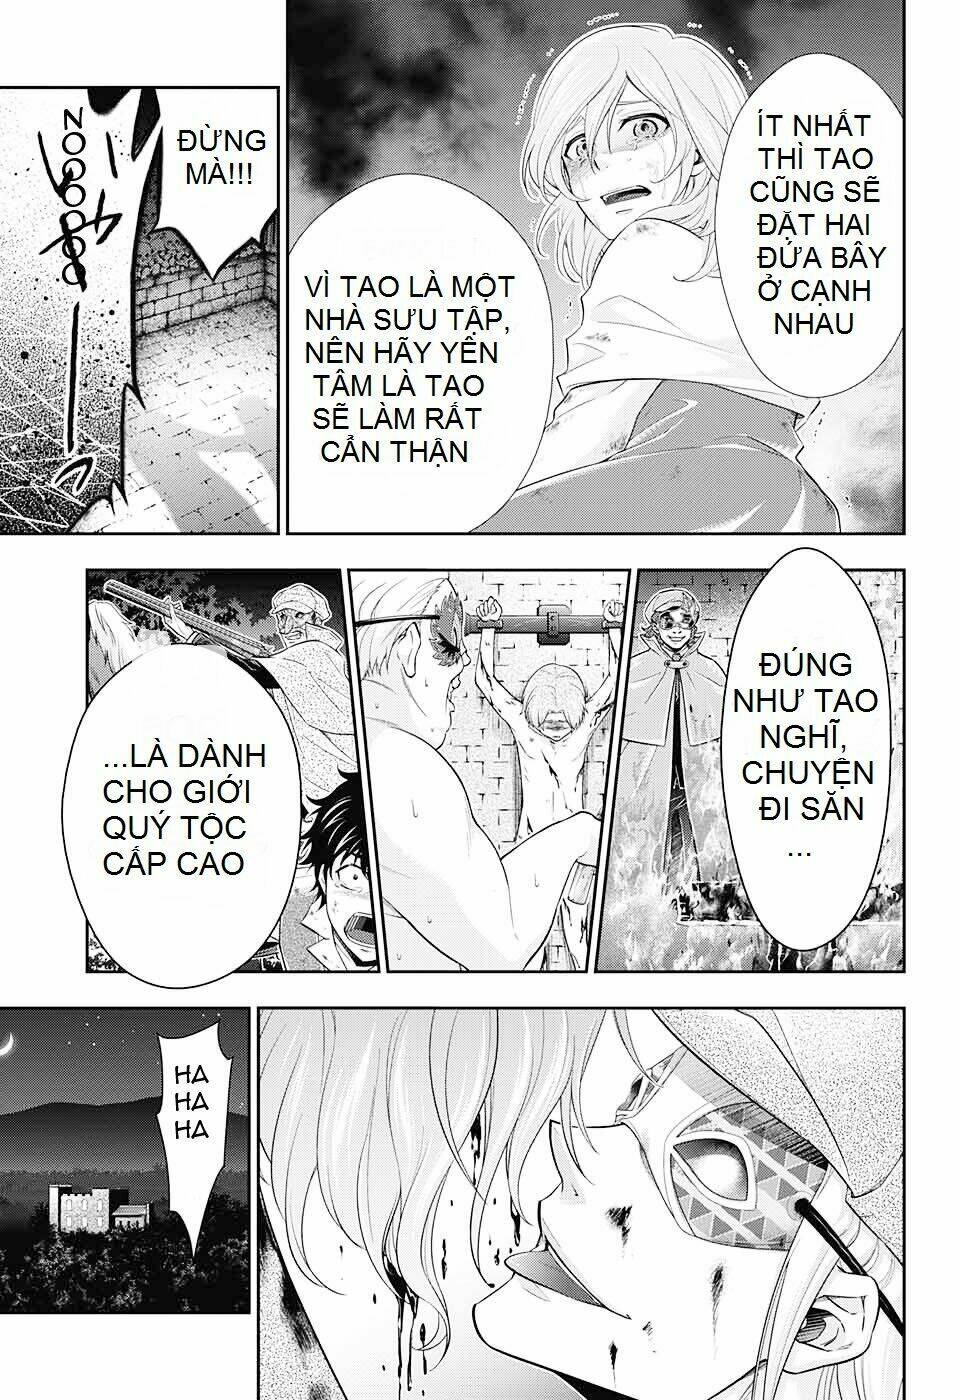 ÍT NHẤT
THÌ TAO
CŨNG SẼ
ĐẶT HAI
ĐỨA BÂY
Ở CẠNH
NHAU
VÌ TAO LÀ MỘT
NHÀ SƯU TẬP,
NÊN HÃY YÊN
TÂM LÀ TAO
SẼ LÀM RẤT
CẨN THẬN
ĐỪNG
MÀ!!!
NOOOOOO
ĐÚNG
NHƯ TAO
NGHĨ,
CHUYỆN
ĐI SĂN
...
...LÀ DÀNH
CHO GIỚI
QUÝ TỘC
CẤP CAO
HA
HA
HA